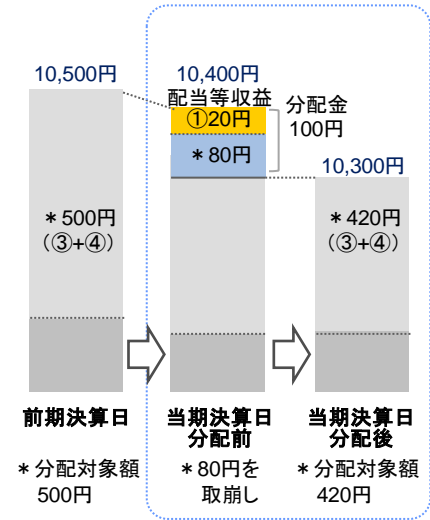 10,500円
10,400円
配当等収益
①20円
分配金
100円
＊80円
10,300円
＊500円
（③+④）
＊420円
（③+④）
前期決算日
当期決算日
分配前
当期決算日
分配後
＊分配対象額
500円
＊80円を
取崩し
＊分配対象額
420円